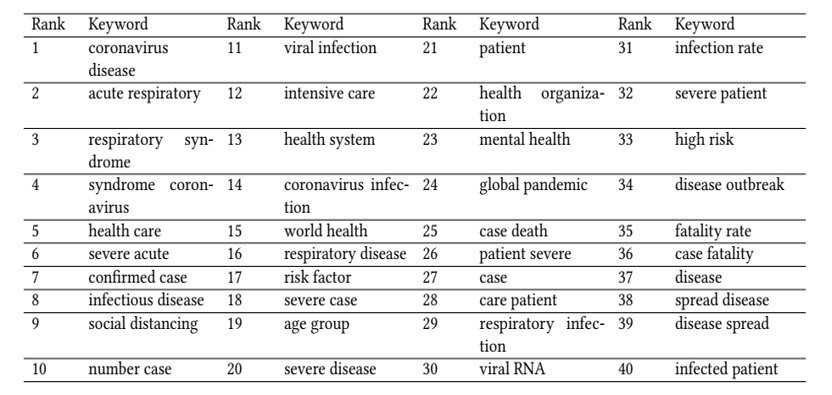 Rank Keyword Rank Keyword Rank Keyword Rank Keyword
1 coronavirus 11 viral infection 21 patient 31 infection rate
disease
2 acute respiratory 12 intensive care 22 health organiza- 32 severe patient
tion
3 respiratory syn- 13 health system 23 mental health 33 high risk
drome
4 syndrome coron- 14 coronavirus infec- 24 global pandemic 34 disease outbreak
avirus tion
5 health care 15 world health 25 case death 35 fatality rate
6 severe acute 16 respiratory disease 26 patient severe 36 case fatality
7 confirmed case 17 risk factor 27 case 37 disease
8 infectious disease 18 severe case 28 care patient 38 spread disease
9 social distancing 19 age group 29 respiratory infec- 39 disease spread
tion
10 number case 20 severe disease 30 viral RNA 40 infected patient